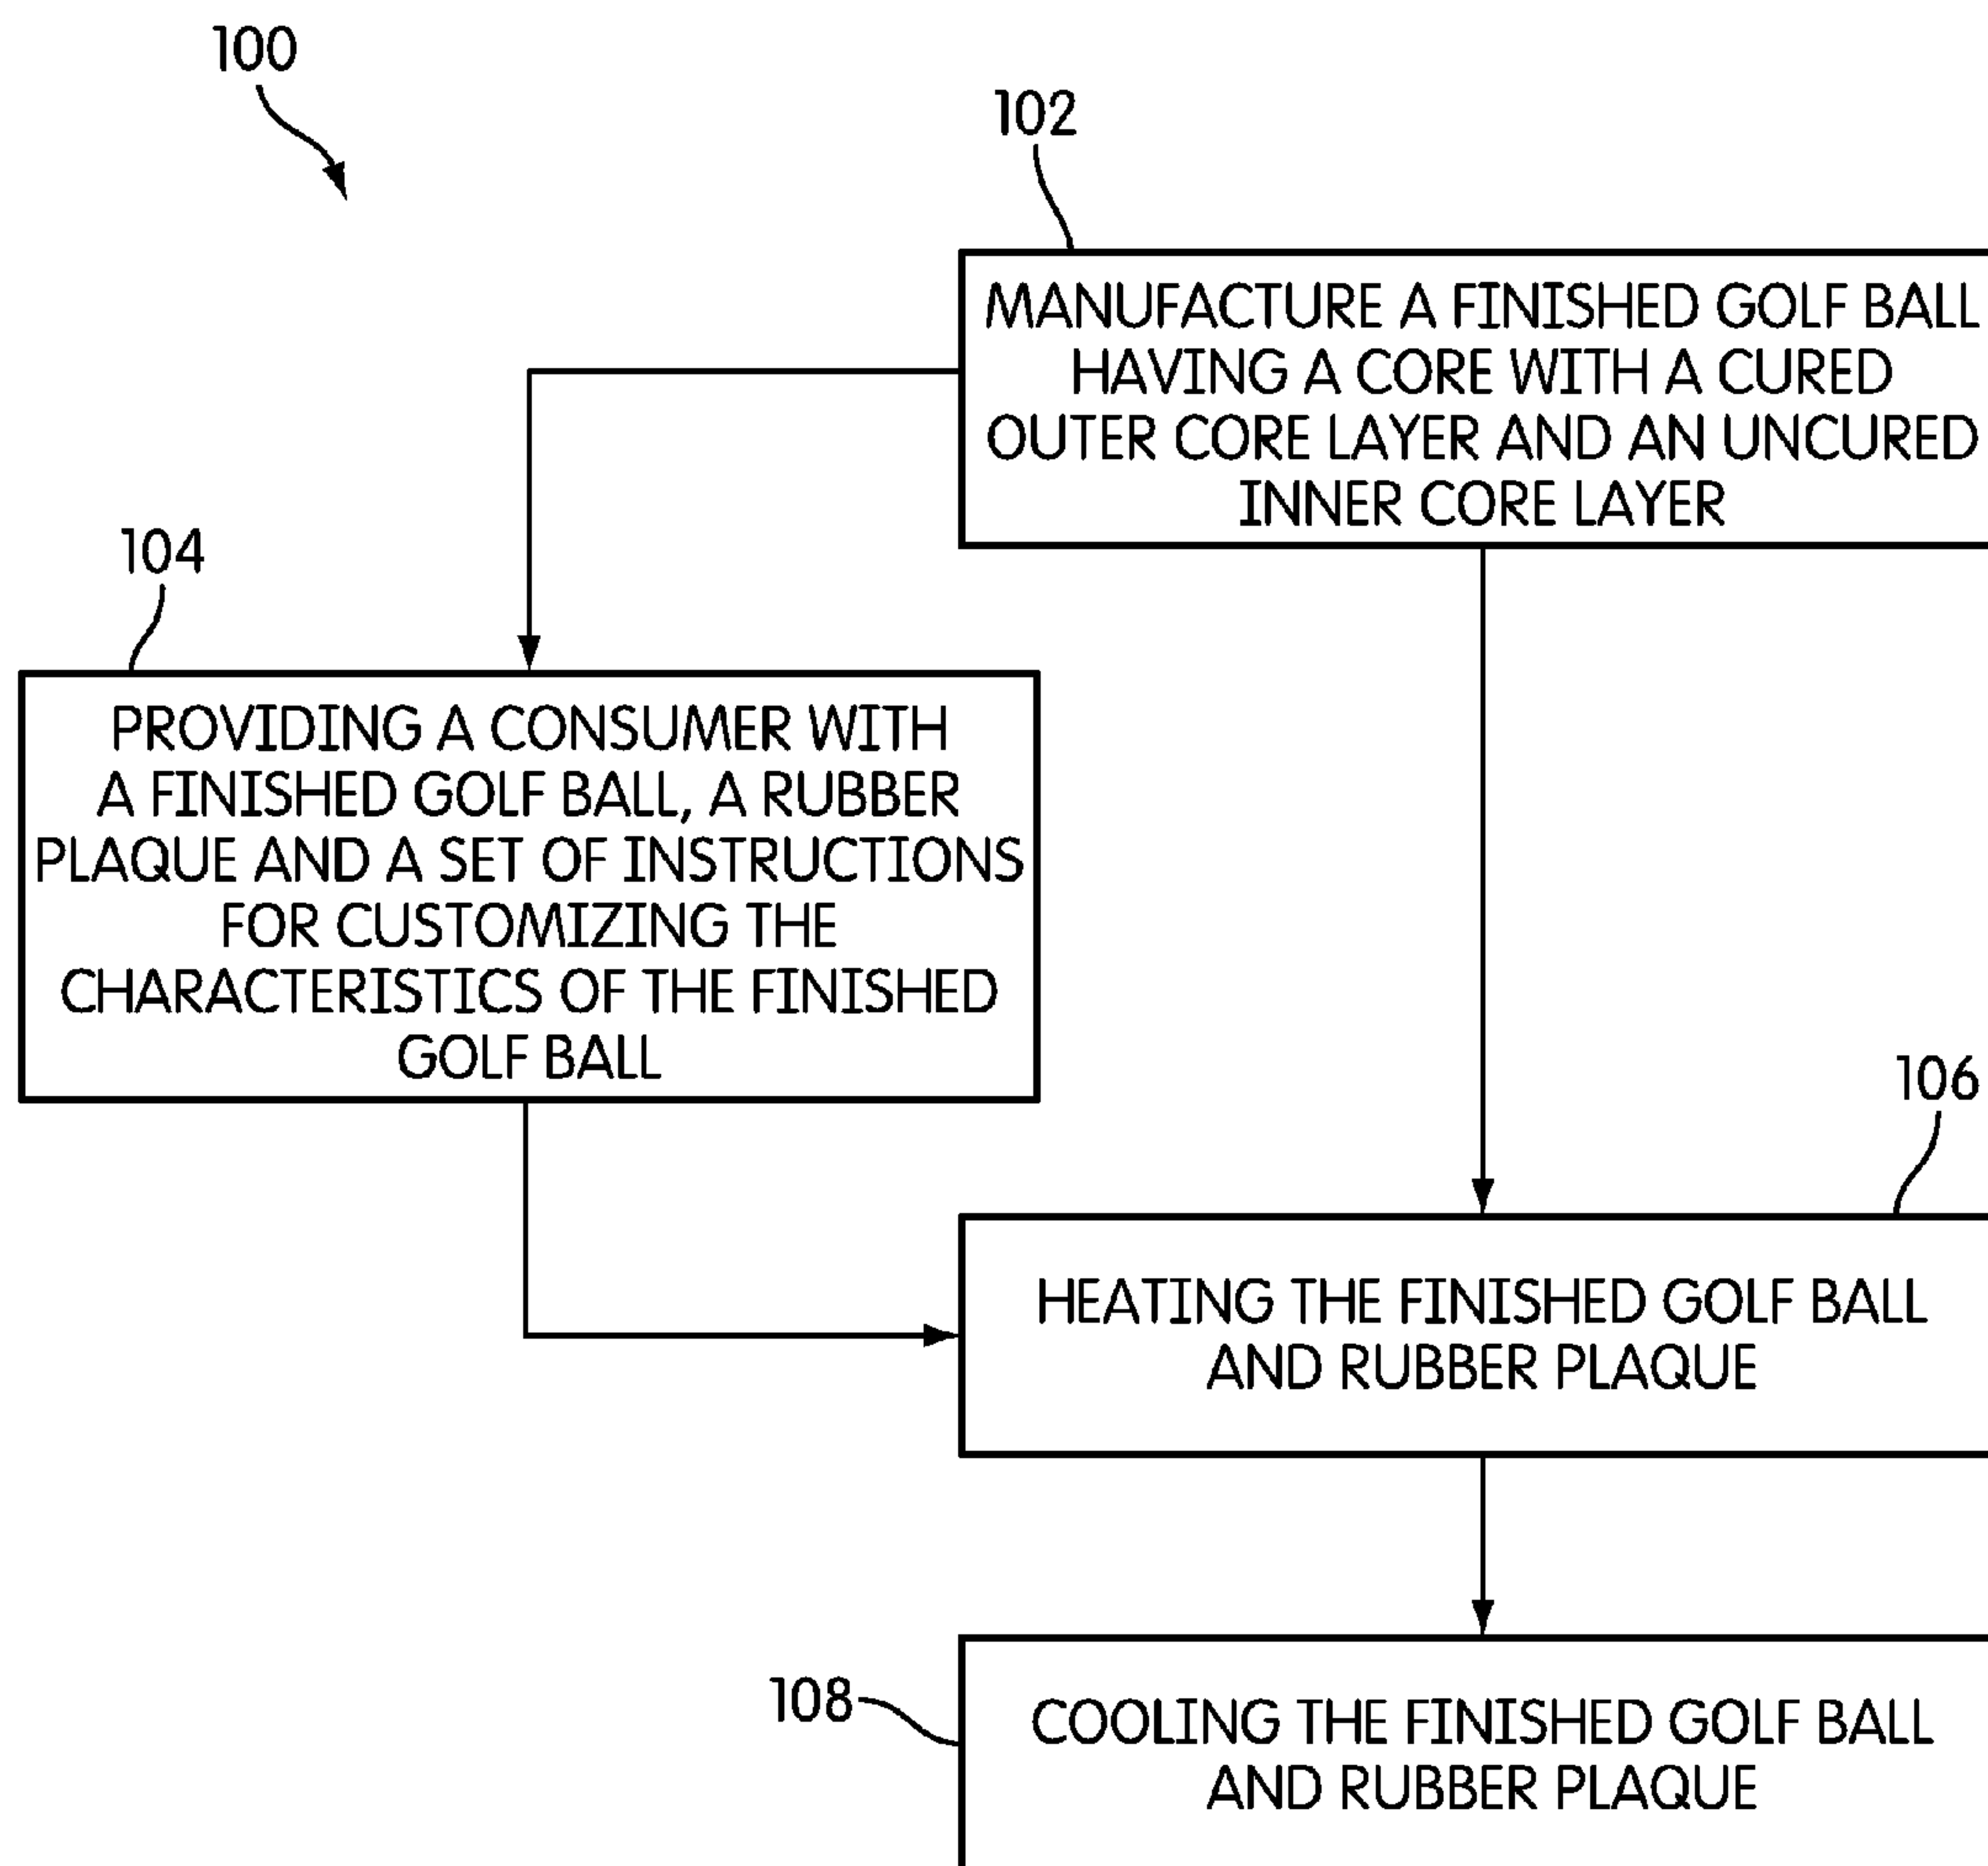 100
102
MANUFACTURE A FINISHED GOLF BALL
HAVING A CORE WITH A CURED
OUTER CORE LAYER AND AN UNCURED
INNER CORE LAYER
104
PROVIDING A CONSUMER WITH
A FINISHED GOLF BALL, A RUBBER
PLAQUE AND A SET OF INSTRUCTIONS
FOR CUSTOMIZING THE
CHARACTERISTICS OF THE FINISHED
GOLF BALL
106
HEATING THE FINISHED GOLF BALL
AND RUBBER PLAQUE
108
COOLING THE FINISHED GOLF BALL
AND RUBBER PLAQUE